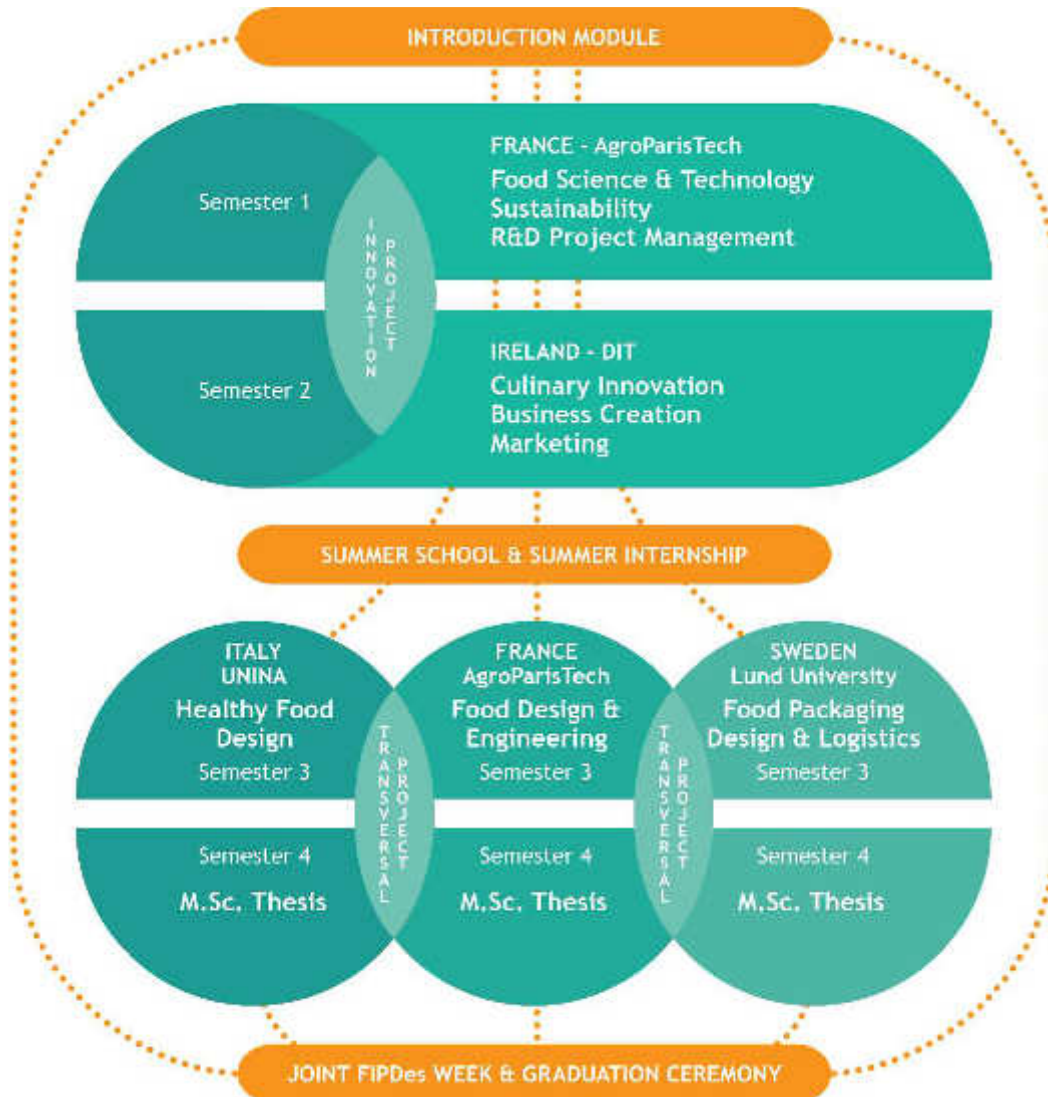 INTRODUCTION MODULE
FRANCE - AgroParisTech
Food Science & Technology
Sustainability
R&D Project Management
Semester 1
INNOVATION
PROJECT
IRELAND - DIT
Culinary Innovation
Business Creation
Marketing
Semester 2
SUMMER SCHOOL & SUMMER INTERNSHIP
ITALY
UNINA
Healthy Food
Design
Semester 3
FRANCE
AgroParisTech
Food Design &
Engineering
Semester 3
SWEDEN
Lund University
Food Packaging
Design & Logistics
Semester 3
TRANSVERSAL
PROJECT
TRANSVERSAL
PROJECT
Semester 4
M.Sc. Thesis
Semester 4
M.Sc. Thesis
Semester 4
M.Sc. Thesis
JOINT FIPDes WEEK & GRADUATION CEREMONY